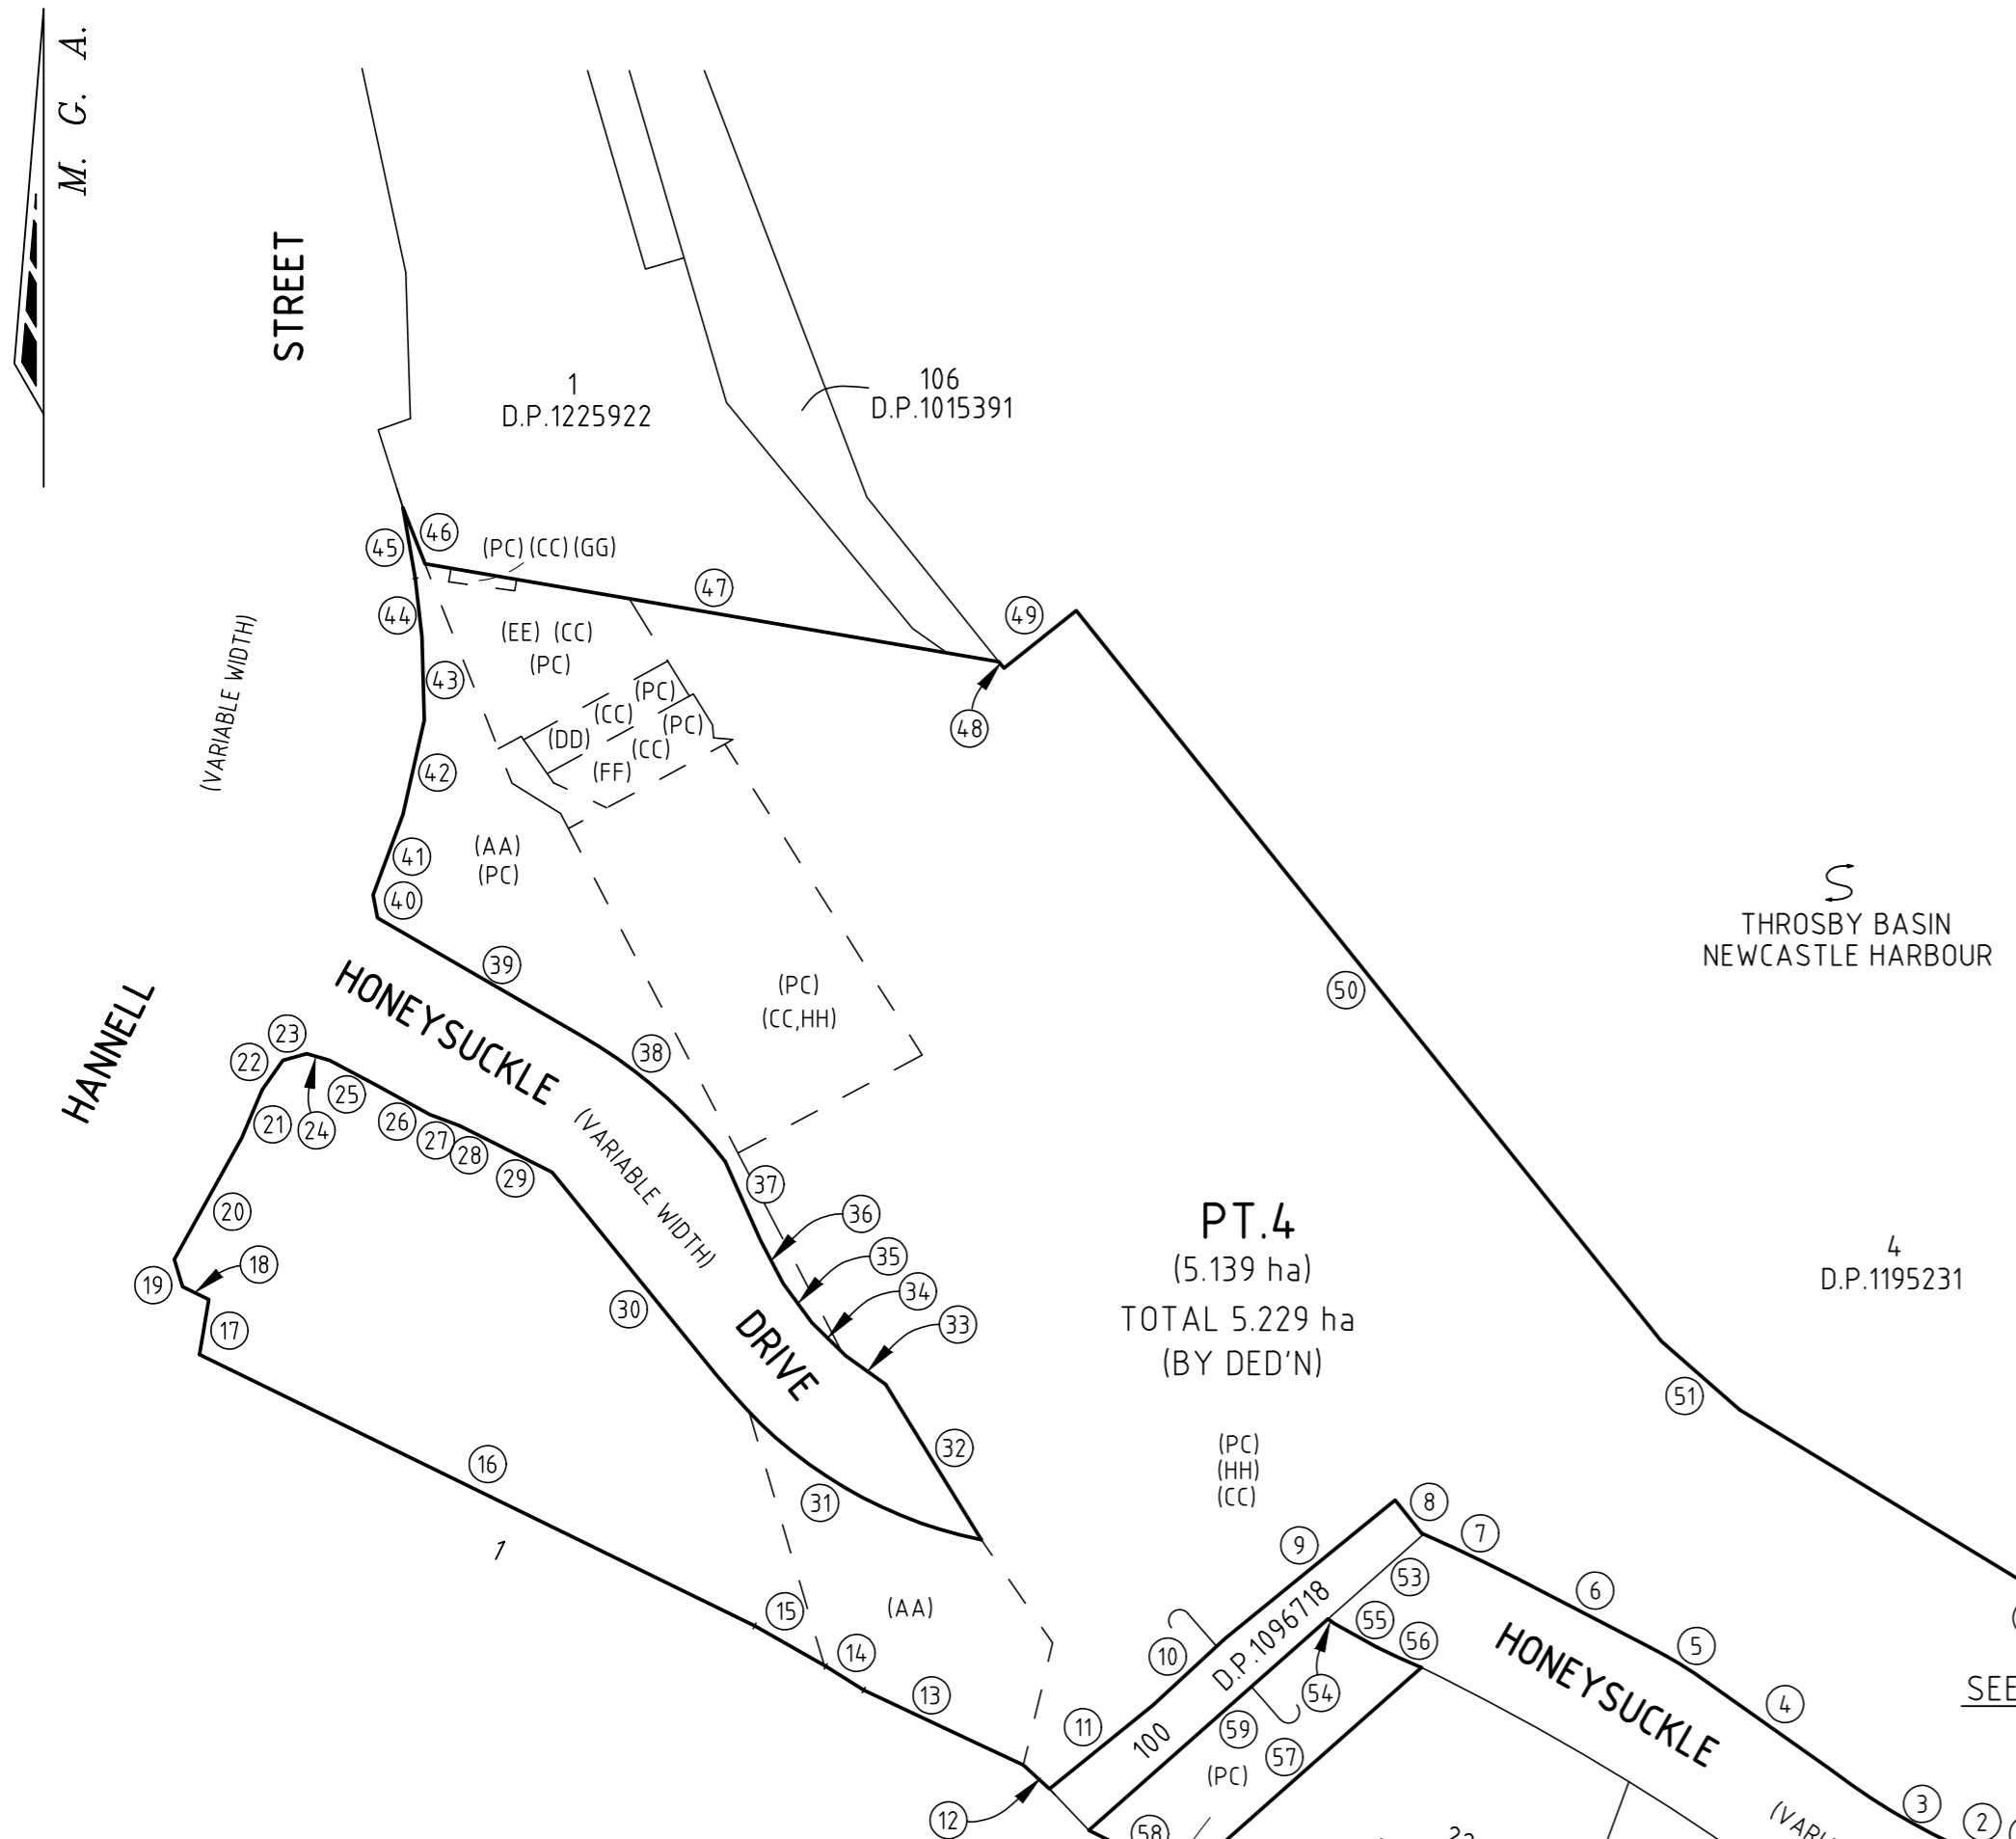 M. G. A.
STREET
1
D.P.1225922
106
D.P.1015391
45
46
(PC)(CC)(GG)
47
49
44
(EE) (CC)
(PC)
43
(VARIABLE WIDTH)
(PC)
(CC)
(PC)
(DD)
(CC)
(FF)
48
42
(AA)
(PC)
41
40
THROSBY BASIN
NEWCASTLE HARBOUR
39
HONEYSUCKLE
(PC)
(CC,HH)
50
HANNELL
23
22
38
25
26
21
24
27
28
29
(VARIABLE WIDTH)
37
20
36
35
18
19
34
33
17
30
DRIVE
PT.4
(5.139 ha)
TOTAL 5.229 ha
(BY DED'N)
4
D.P.1195231
51
32
16
31
(PC)
(HH)
(CC)
8
7
9
1
53
6
15
(AA)
D.P.1096718
55
56
5
14
10
HONEYSUCKLE
54
SEE
13
4
11
100
59
57
(PC)
12
58
3
2